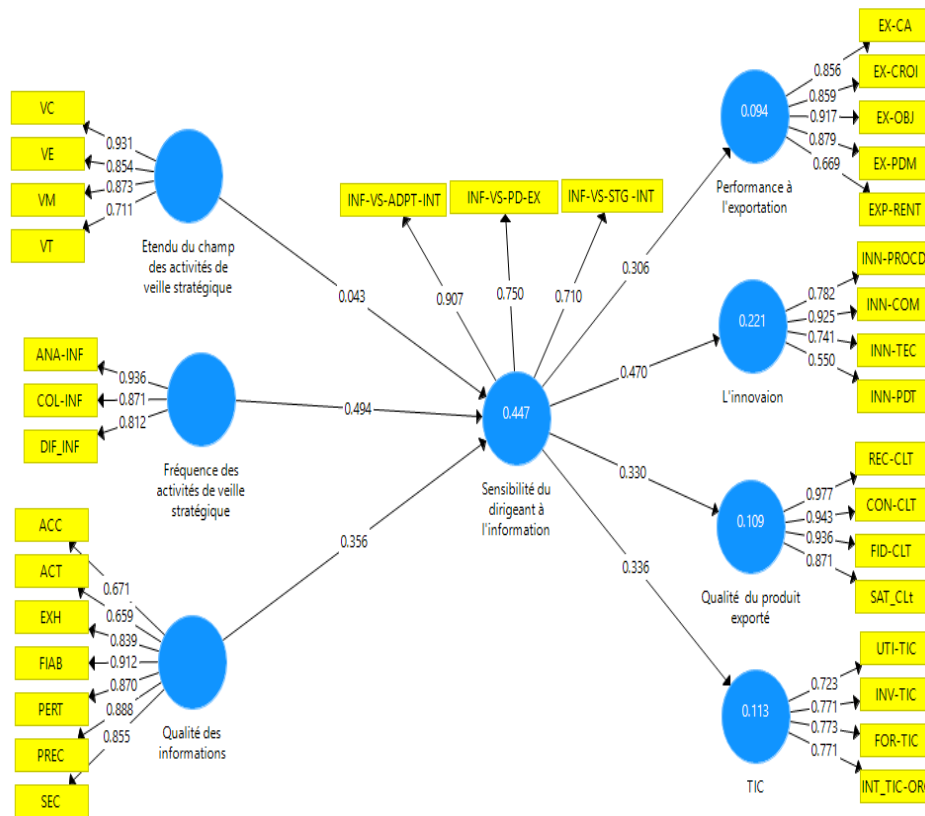 VC
VE
VM
VT
0.931
0.854
0.873
0.711
Etendu du champ
des activités de
veille stratégique
ANA-INF
COL-INF
DIF_INF
0.936
0.871
0.812
Fréquence des
activités de veille
stratégique
ACC
ACT
EXH
FIAB
PERT
PREC
SEC
0.671
0.659
0.839
0.912
0.870
0.888
0.855
Qualité des
informations
0.043
0.494
0.356
INF-VS-ADPT-INT
INF-VS-PD-EX
INF-VS-STG -INT
0.907
0.750
0.710
0.447
Sensibilité du
dirigeant à
l'information
0.306
0.470
0.330
0.336
0.094
Performance à
l'exportation
0.856
0.859
0.917
0.879
0.669
EX-CA
EX-CROI
EX-OBJ
EX-PDM
EXP-RENT
0.221
L'innovaion
0.782
0.925
0.741
0.550
INN-PROCD
INN-COM
INN-TEC
INN-PDT
0.109
Qualité du produit
exporté
0.977
0.943
0.936
0.871
REC-CLT
CON-CLT
FID-CLT
SAT_CLt
0.113
TIC
0.723
0.771
0.773
0.771
UTI-TIC
INV-TIC
FOR-TIC
INT_TIC-ORG